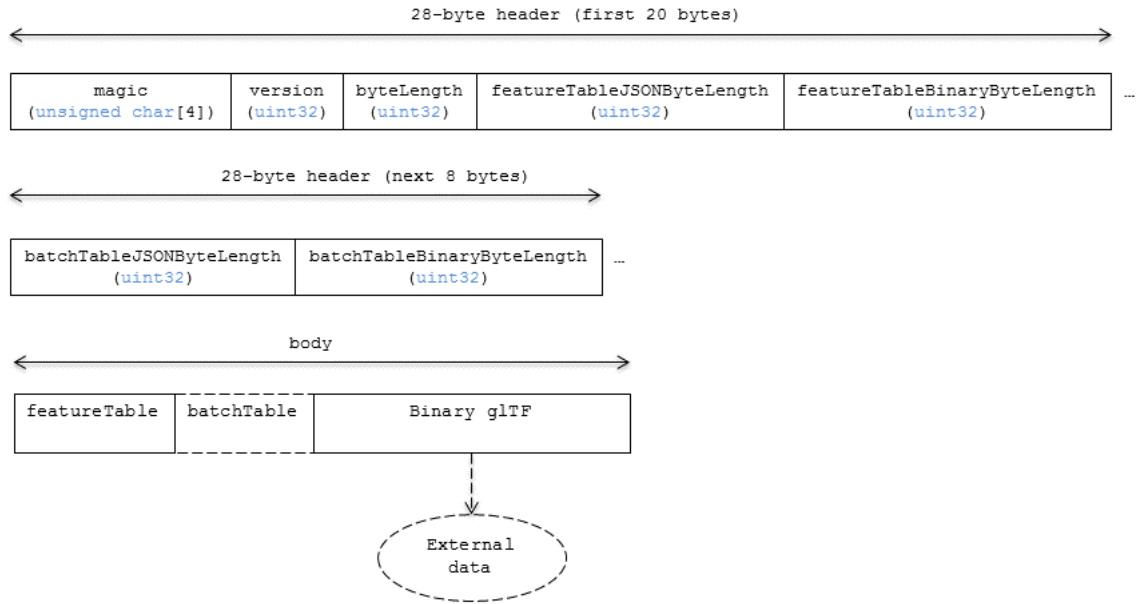 28-byte header (first 20 bytes)
magic version byteLength featureTableJSONByteLength featureTableBinaryByteLength
(unsigned char[4]) (uint32) (uint32) (uint32) (uint32) …
28-byte header (next 8 bytes)
batchTableJSONByteLength batchTableBinaryByteLength
(uint32) (uint32) …
body
featureTable batchTable Binary glTF
External
data